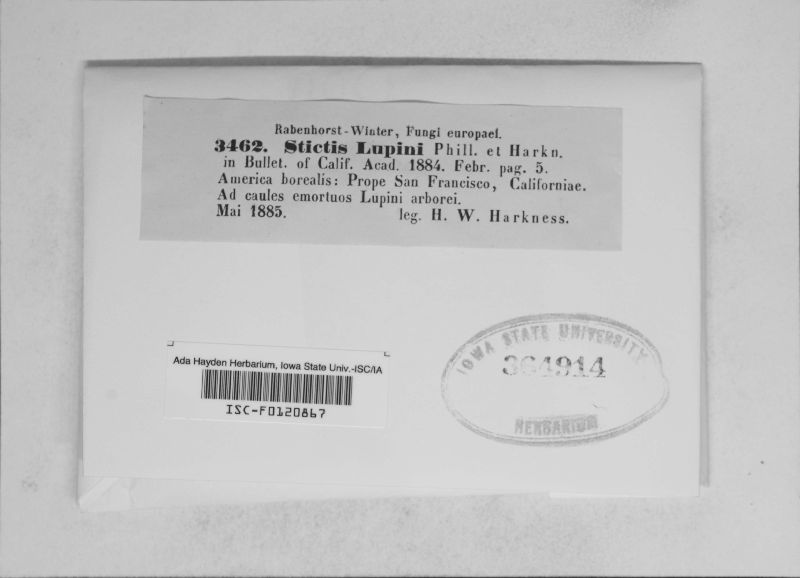 Rabenhorst-Winter, Fungi europaei.
3462. Stictis Lupini Phill. et Harkn.
in Bullet. of Calif. Acad. 1884. Febr. pag. 5.
America borealis: Prope San Francisco, Californiae.
Ad caules emortuos Lupini arborei.
Mai 1885. leg. H. W. Harkness.
Ada Hayden Herbarium, Iowa State Univ.-ISC/IA
ISC-F0120867
IOWA STATE UNIVERSITY
364914
HERBARIUM